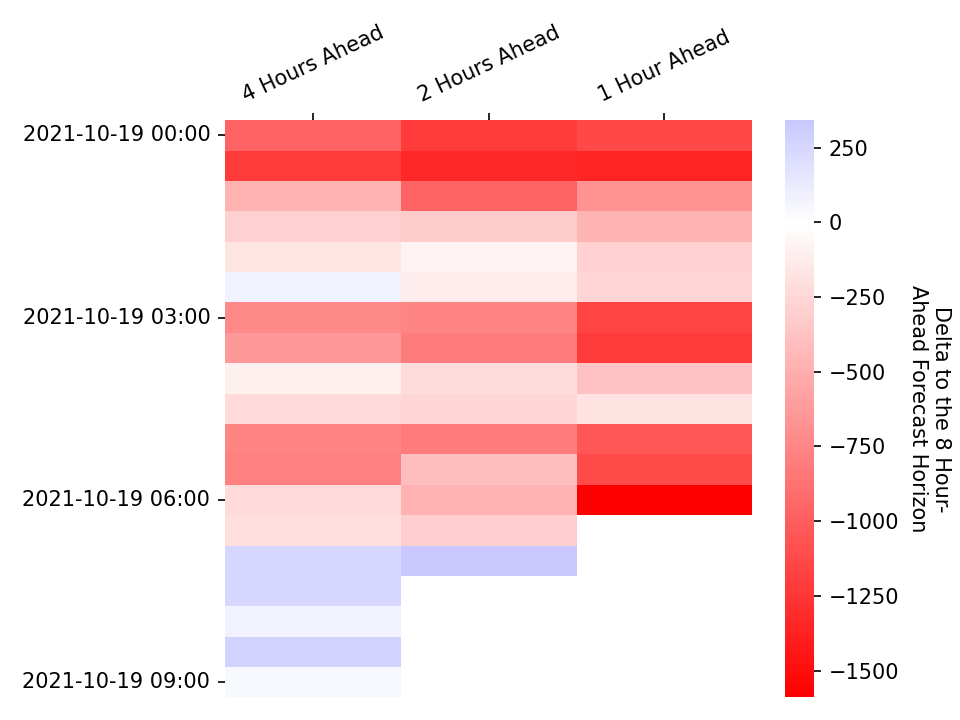 4 Hours Ahead
2 Hours Ahead
1 Hour Ahead
2021-10-19 00:00
2021-10-19 03:00
2021-10-19 06:00
2021-10-19 09:00
250
0
−250
−500
−750
−1000
−1250
−1500
Delta to the 8 Hour-
Ahead Forecast Horizon